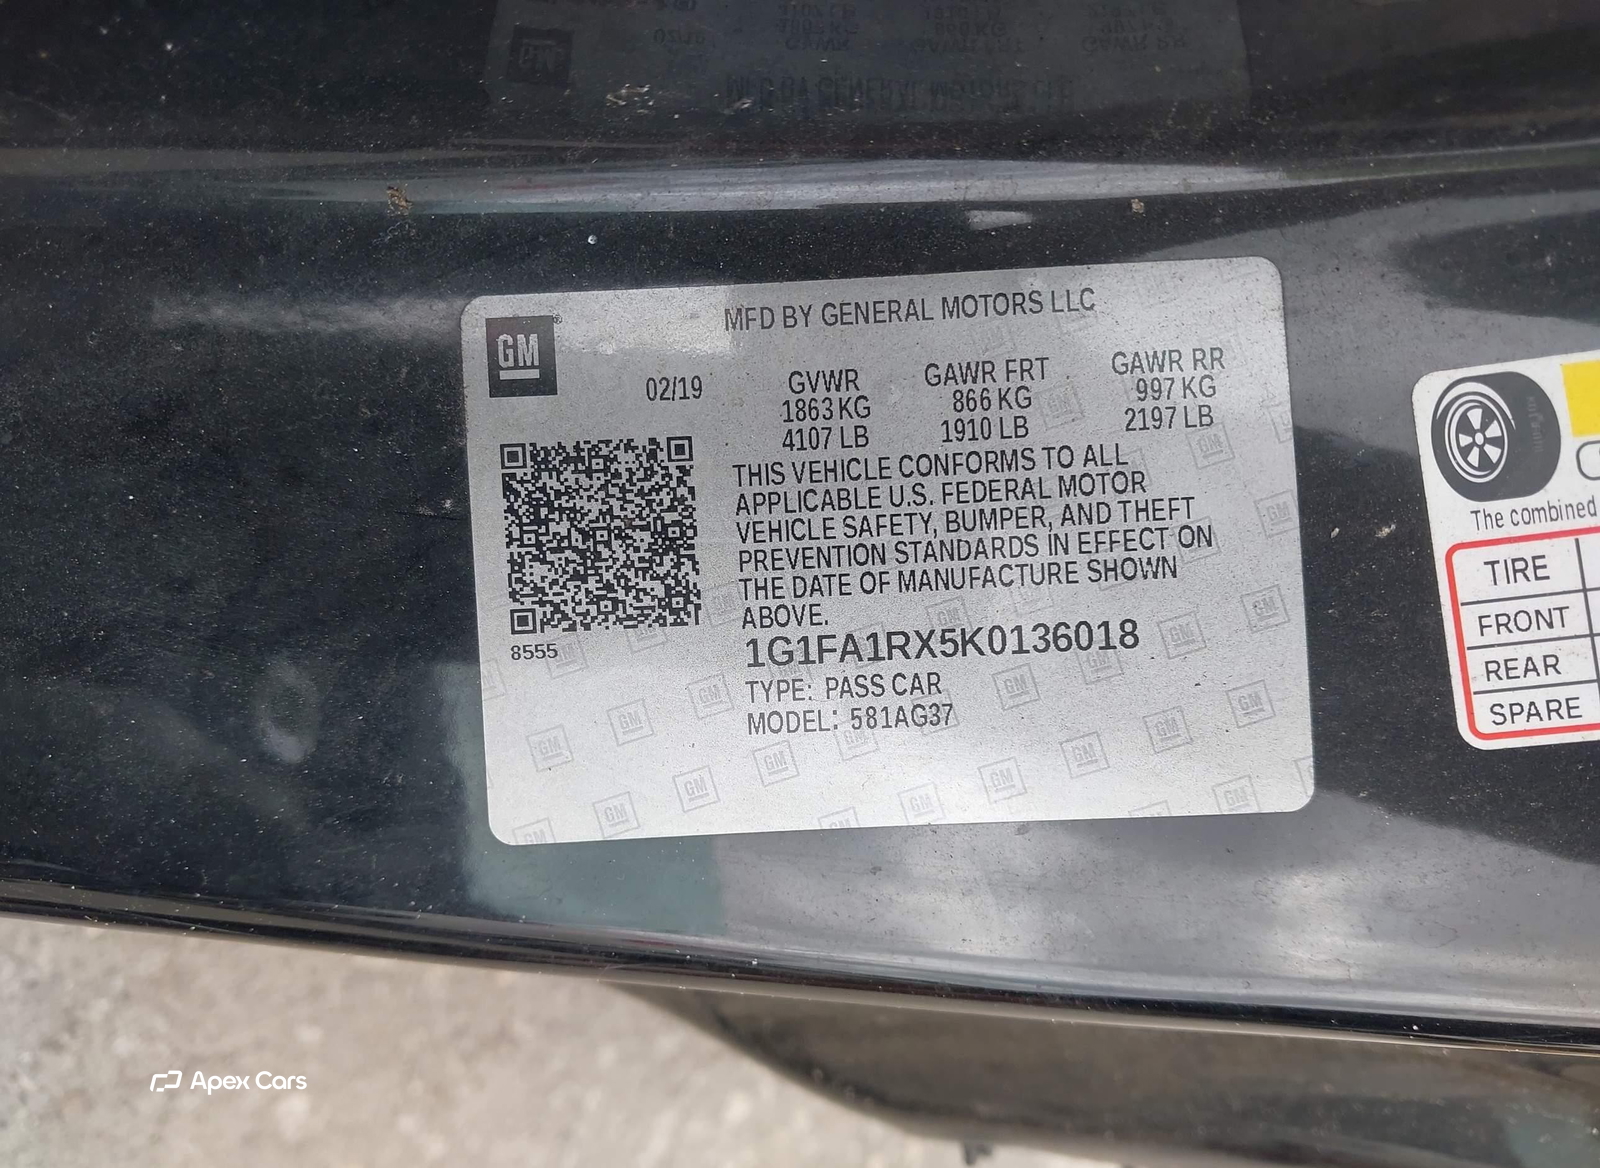 MFD BY GENERAL MOTORS LLC
GM
02/19
GVWR GAWR FRT GAWR RR
1863 KG 866 KG 997 KG
4107 LB 1910 LB 2197 LB
THIS VEHICLE CONFORMS TO ALL
APPLICABLE U.S. FEDERAL MOTOR
VEHICLE SAFETY, BUMPER, AND THEFT
PREVENTION STANDARDS IN EFFECT ON
THE DATE OF MANUFACTURE SHOWN
ABOVE.
8555
1G1FA1RX5K0136018
TYPE: PASS CAR
MODEL: 581AG37
The combined
TIRE
FRONT
REAR
SPARE
Apex Cars